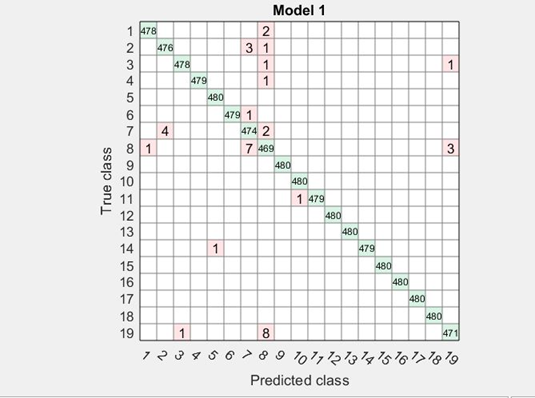 Model 1
True class
1 478 2
2 476 3 1
3 478 1 1
4 479 1
5 480
6 479 1
7 4 474 2
8 1 7 469 3
9 480
10 480
11 1 479
12 480
13 480
14 1 479
15 480
16 480
17 480
18 480
19 1 8 471
1 2 3 4 5 6 7 8 9 10 11 12 13 14 15 16 17 18 19
Predicted class